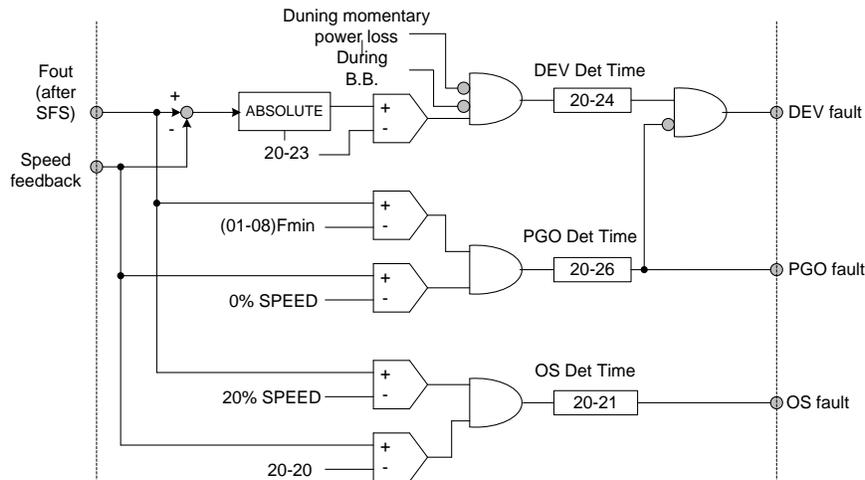 Duning momentary
power loss
During
B.B.
Fout
(after
SFS)
+
-
ABSOLUTE
+
-
20-23
DEV Det Time
20-24
DEV fault
Speed
feedback
+
-
(01-08)Fmin
PGO Det Time
20-26
PGO fault
+
-
0% SPEED
+
-
20% SPEED
OS Det Time
20-21
OS fault
+
-
20-20